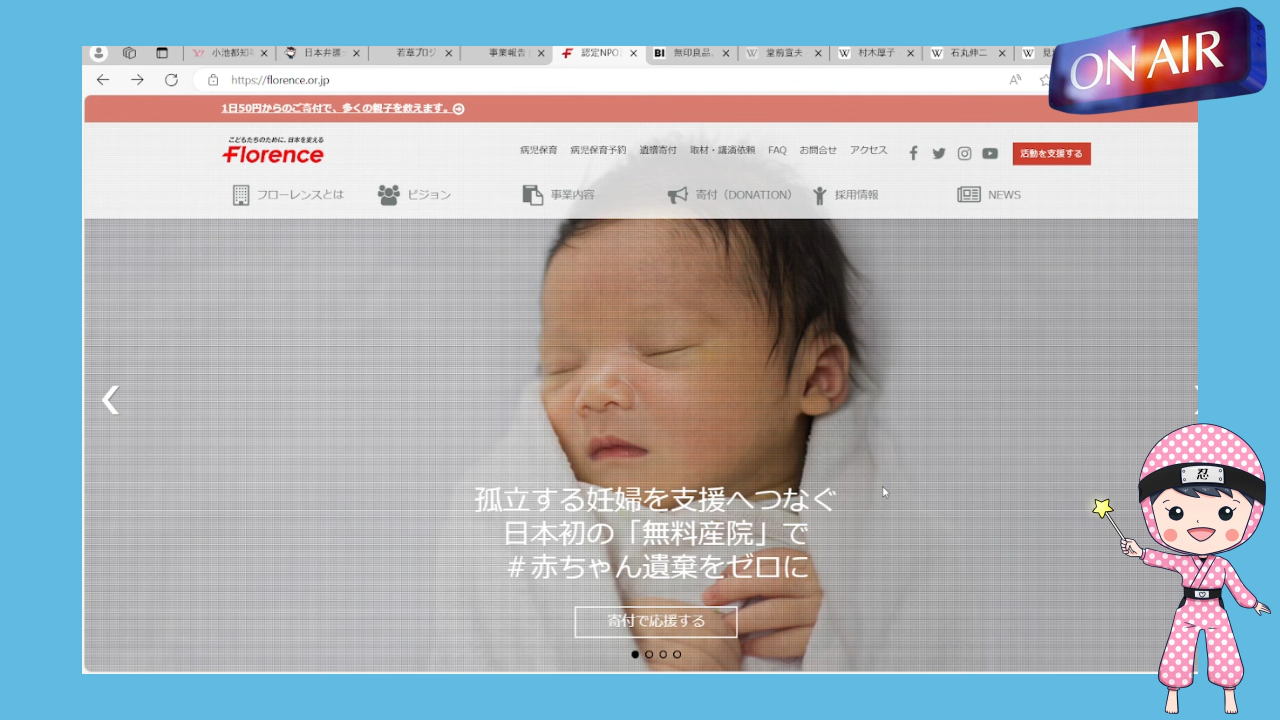 ON AIR
小池都知
日本弁護
若草プロジ
事業報告
認定NPO
BI 無印良品、
W 堂前宣夫
W 村木厚子
W 石丸伸二
W
https://florence.or.jp
1日50円からのご寄付で、多くの親子を救えます。
こどもたちのために、日本を変える
Florence
病児保育 病児保育予約 遺贈寄付 取材・講演依頼 FAQ お問合せ アクセス
活動を支援する
フローレンスとは ビジョン 事業内容 寄付（DONATION） 採用情報 NEWS
孤立する妊婦を支援へつなぐ
日本初の「無料産院」で
＃赤ちゃん遺棄をゼロに
寄付で応援する
忍